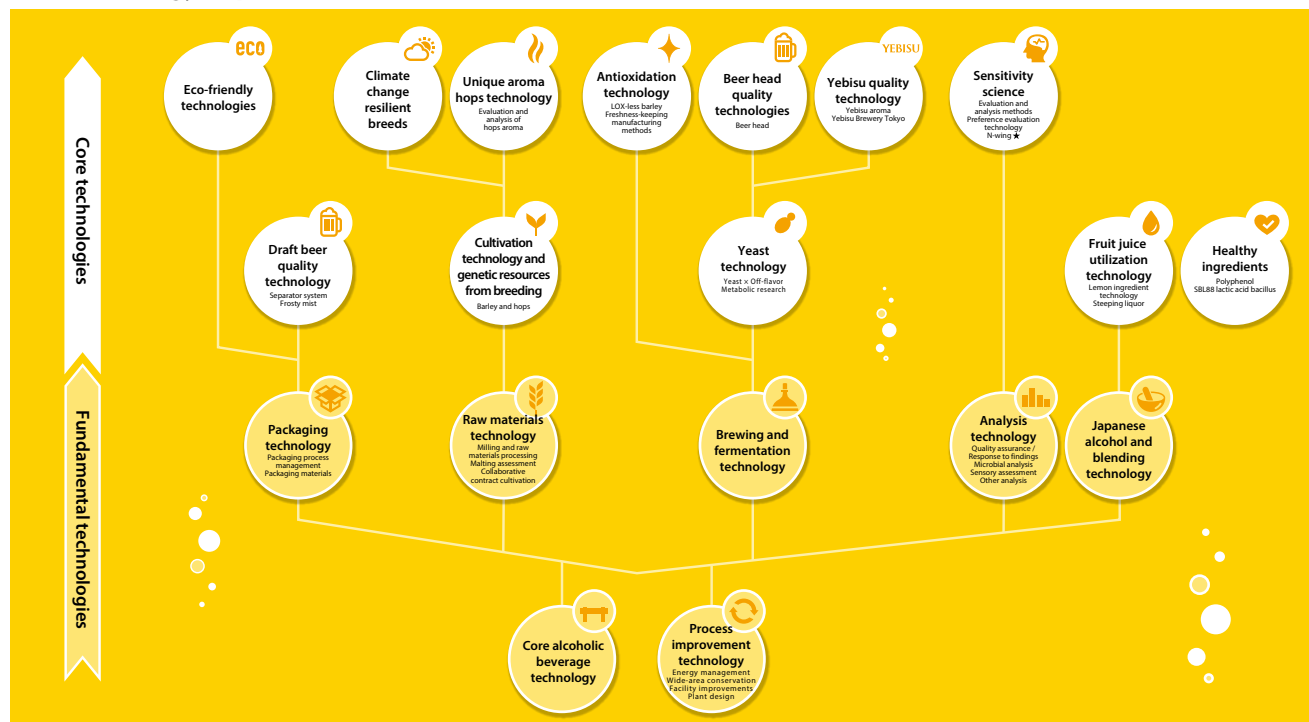 Core technologies
Fundamental technologies
eco
Eco-friendly
technologies
Climate
change
resilient
breeds
Unique aroma
hops technology
Evaluation and
analysis of
hops aroma
Antioxidation
technology
LOX-less barley
Freshness-keeping
manufacturing
methods
Beer head
quality
technologies
Beer head
YEBISU
Yebisu quality
technology
Yebisu aroma
Yebisu Brewery Tokyo
Sensitivity
science
Evaluation and
analysis methods
Preference evaluation
technology
N-wing★
Draft beer
quality
technology
Separator system
Frosty mist
Cultivation
technology and
genetic resources
from breeding
Barley and hops
Yeast
technology
Yeast × Off-flavor
Metabolic research
Fruit juice
utilization
technology
Lemon ingredient
technology
Steeping liquor
Healthy
ingredients
Polyphenol
SBL88 lactic acid bacillus
Packaging
technology
Packaging process
management
Packaging materials
Raw materials
technology
Milling and raw
materials processing
Malting assessment
Collaborative
contract cultivation
Brewing and
fermentation
technology
Analysis
technology
Quality assurance /
Response to findings
Microbial analysis
Sensory assessment
Other analysis
Japanese
alcohol and
blending
technology
Core alcoholic
beverage
technology
Process
improvement
technology
Energy management
Wide-area conservation
Facility improvements
Plant design